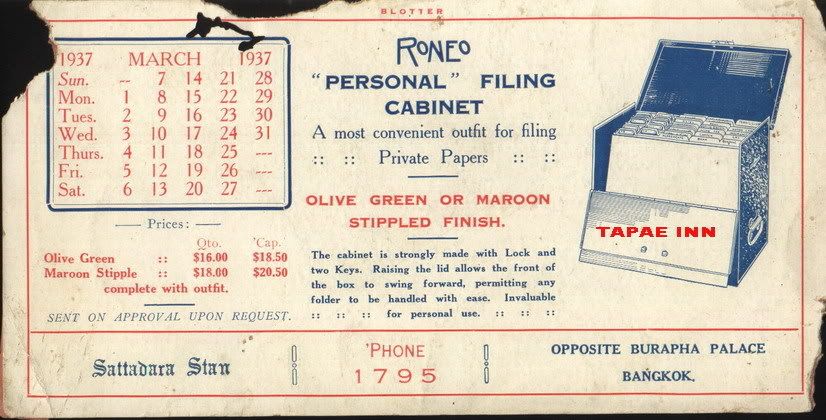 BLOTTER
1937 MARCH 1937
Sun. -- 7 14 21 28
Mon. 1 8 15 22 29
Tues. 2 9 16 23 30
Wed. 3 10 17 24 31
Thurs. 4 11 18 25 ---
Fri. 5 12 19 26 ---
Sat. 6 13 20 27 ---
Prices:
Qto. 'Cap.
Olive Green :: $16.00 $18.50
Maroon Stipple :: $18.00 $20.50
complete with outfit.
SENT ON APPROVAL UPON REQUEST.
RONEO
"PERSONAL" FILING
CABINET
A most convenient outfit for filing
:: :: Private Papers :: ::
OLIVE GREEN OR MAROON
STIPPLED FINISH.
The cabinet is strongly made with Lock and
two Keys. Raising the lid allows the front of
the box to swing forward, permitting any
folder to be handled with ease. Invaluable
:: :: :: for personal use. :: :: ::
TAPAE INN
Sattadara Stan
'PHONE
1795
OPPOSITE BURAPHA PALACE
BANGKOK.